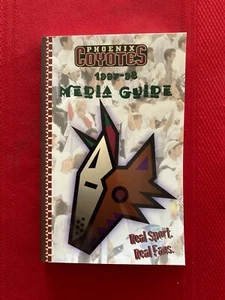 PHOENIX
COYOTES
1997-98
MEDIA GUIDE
Real Sport.
Real Fans.